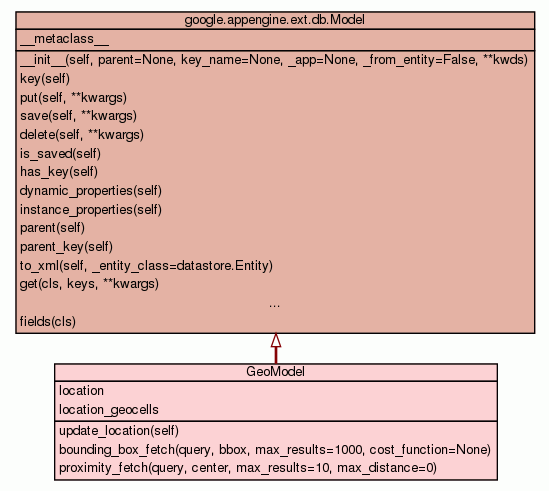 google.appengine.ext.db.Model
__metaclass__
__init__(self, parent=None, key_name=None, _app=None, _from_entity=False, **kwds)
key(self)
put(self, **kwargs)
save(self, **kwargs)
delete(self, **kwargs)
is_saved(self)
has_key(self)
dynamic_properties(self)
instance_properties(self)
parent(self)
parent_key(self)
to_xml(self, _entity_class=datastore.Entity)
get(cls, keys, **kwargs)
...
fields(cls)
GeoModel
location
location_geocells
update_location(self)
bounding_box_fetch(query, bbox, max_results=1000, cost_function=None)
proximity_fetch(query, center, max_results=10, max_distance=0)